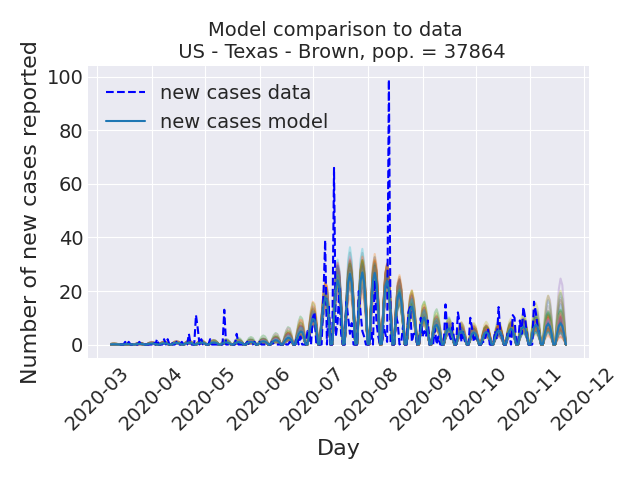 Model comparison to data
US - Texas - Brown, pop. = 37864
Number of new cases reported
100
80
60
40
20
0
new cases data
new cases model
2020-03
2020-04
2020-05
2020-06
2020-07
2020-08
2020-09
2020-10
2020-11
2020-12
Day